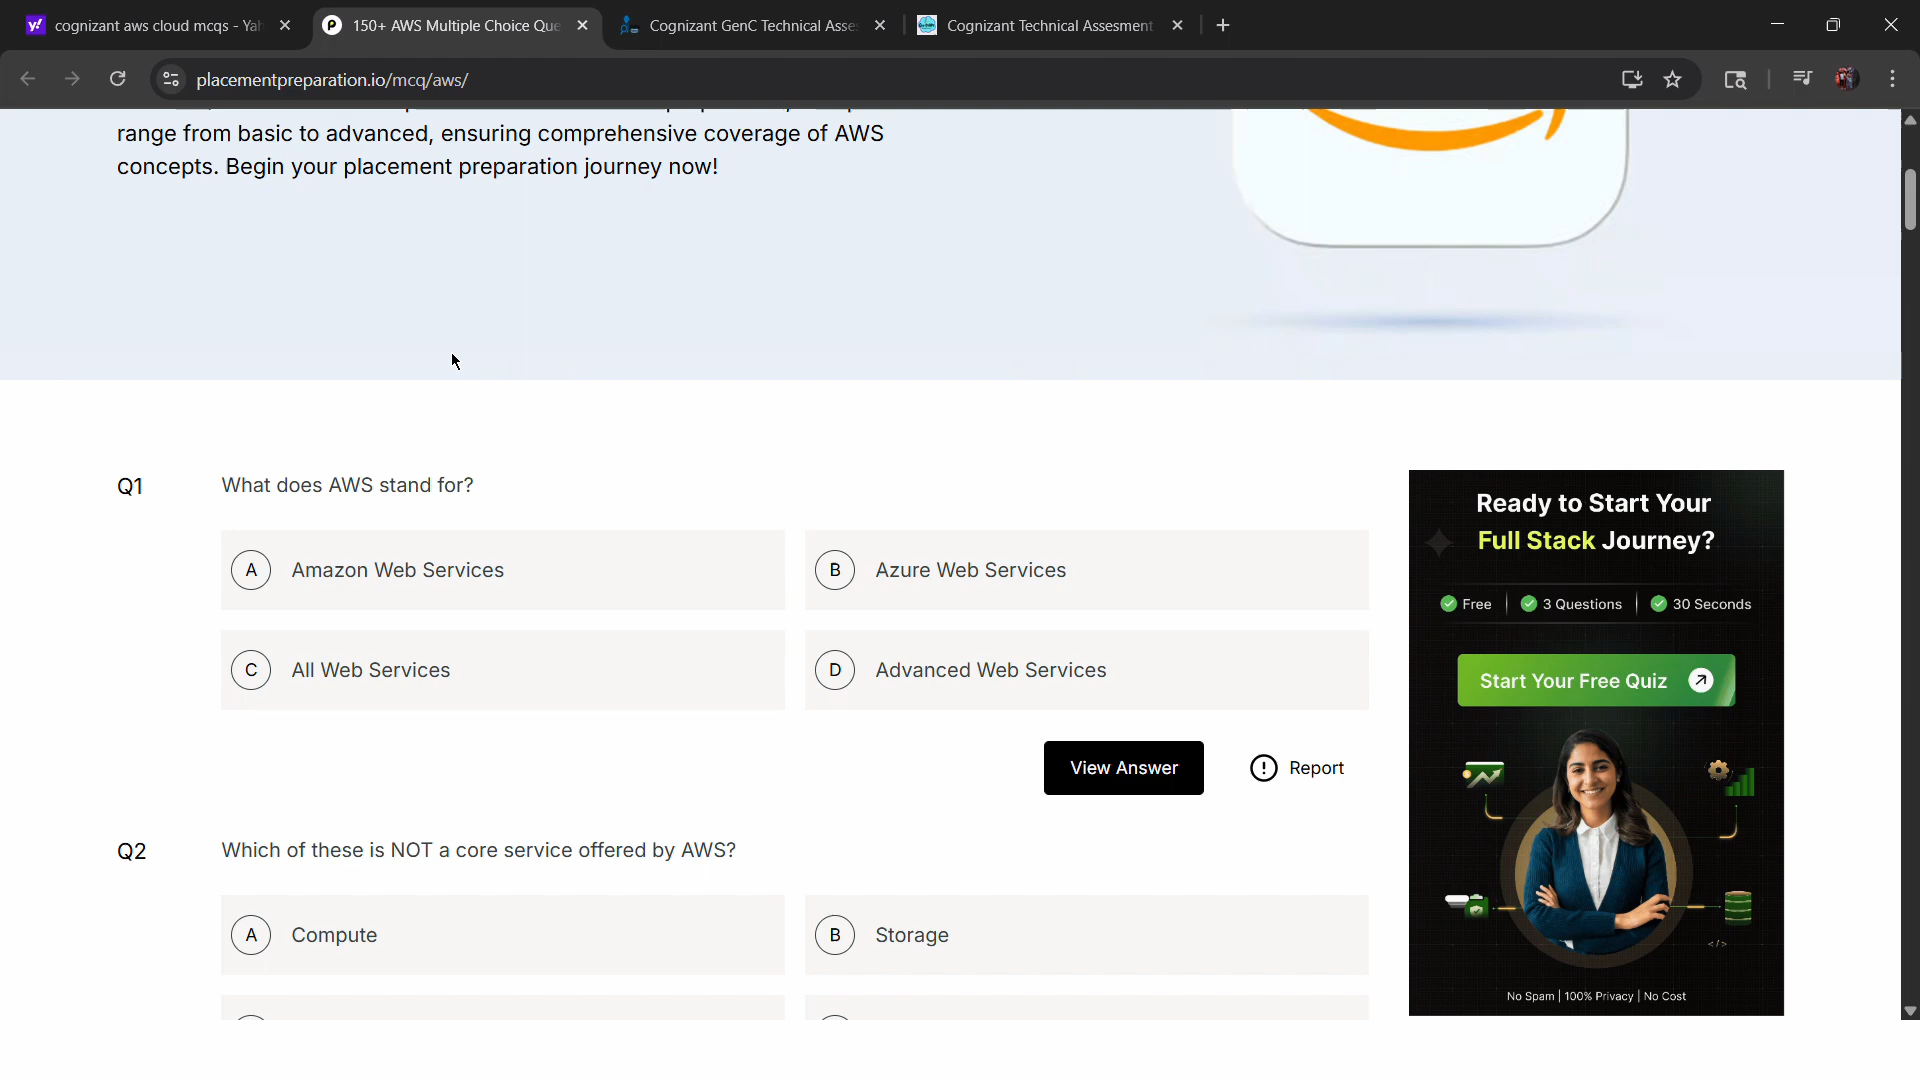 cognizant aws cloud mcqs - Yah
150+ AWS Multiple Choice Que
Cognizant GenC Technical Asse
Cognizant Technical Assesment
placementpreparation.io/mcq/aws/
range from basic to advanced, ensuring comprehensive coverage of AWS
concepts. Begin your placement preparation journey now!
Q1 What does AWS stand for?
A Amazon Web Services
B Azure Web Services
C All Web Services
D Advanced Web Services
View Answer
Report
Q2 Which of these is NOT a core service offered by AWS?
A Compute
B Storage
Ready to Start Your
Full Stack Journey?
Free | 3 Questions | 30 Seconds
Start Your Free Quiz
</>
No Spam | 100% Privacy | No Cost